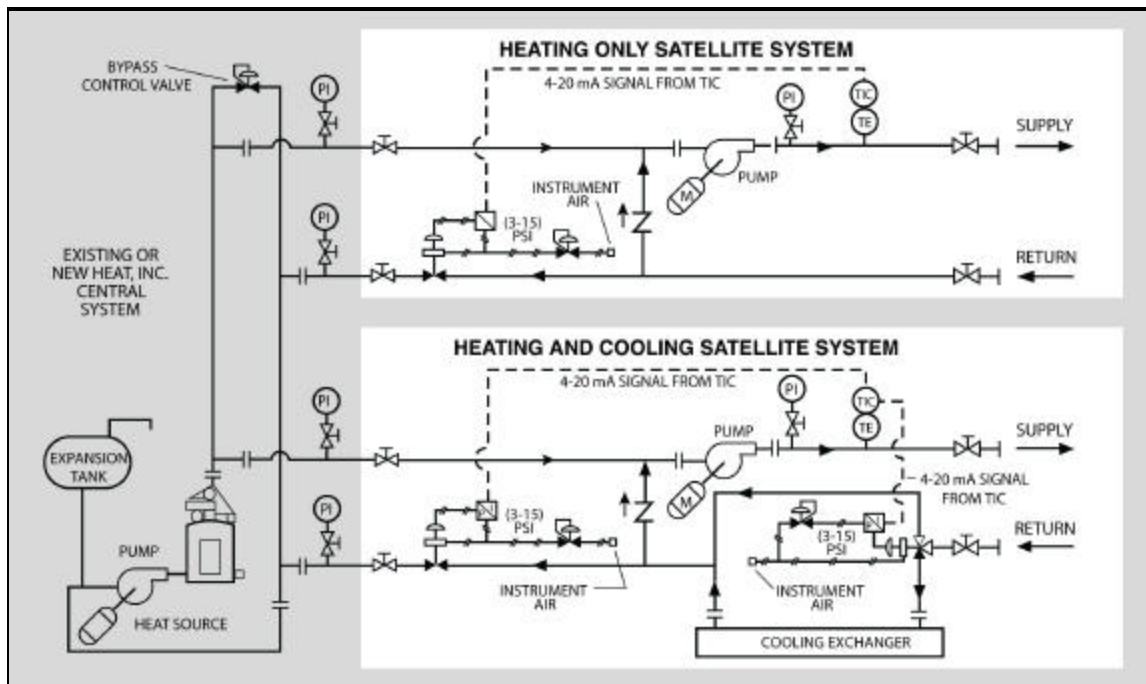 HEATING ONLY SATELLITE SYSTEM
BYPASS
CONTROL VALVE
4-20 mA SIGNAL FROM TIC
PI
PI
TIC
TE
SUPPLY
PUMP
M
INSTRUMENT
AIR
PI
(3-15)
PSI
RETURN
EXISTING OR
NEW HEAT, INC.
CENTRAL
SYSTEM
HEATING AND COOLING SATELLITE SYSTEM
4-20 mA SIGNAL FROM TIC
PI
PI
TIC
TE
PUMP
SUPPLY
M
4-20 mA SIGNAL
FROM TIC
EXPANSION
TANK
PI
(3-15)
PSI
(3-15)
PSI
RETURN
INSTRUMENT
AIR
INSTRUMENT
AIR
PUMP
HEAT SOURCE
COOLING EXCHANGER